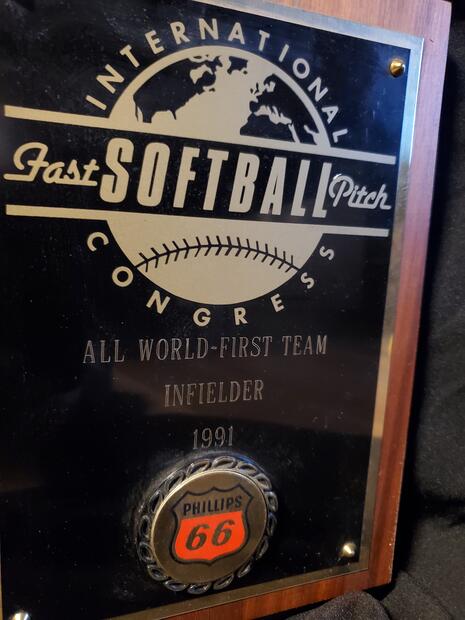 INTERNATIONAL
Fast SOFTBALL Pitch
CONGRESS
ALL WORLD-FIRST TEAM
INFIELDER
1991
PHILLIPS
66